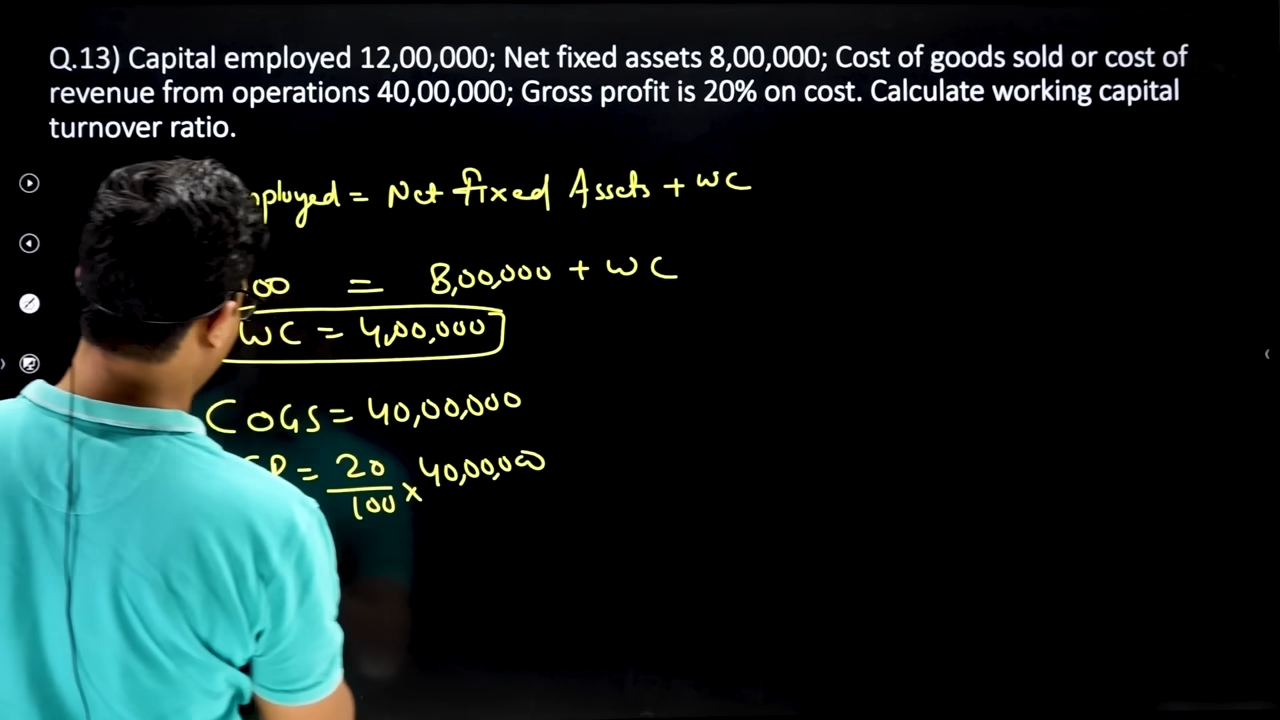 Q.13) Capital employed 12,00,000; Net fixed assets 8,00,000; Cost of goods sold or cost of
revenue from operations 40,00,000; Gross profit is 20% on cost. Calculate working capital
turnover ratio.
= Net Fixed Assets + WC
= 8,00,000 + WC
WC = 4,00,000
COGS = 40,00,000
= 20/100 × 40,00,000